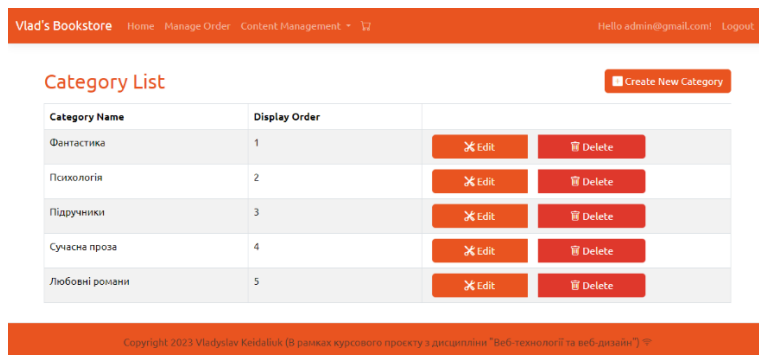 Vlad's Bookstore Home Manage Order Content Management Hello admin@gmail.com! Logout
Category List Create New Category
Category Name Display Order
Фантастика 1 Edit Delete
Психологія 2 Edit Delete
Підручники 3 Edit Delete
Сучасна проза 4 Edit Delete
Любовні романи 5 Edit Delete
Copyright 2023 Vladyslav Keidaliuk (В рамках курсового проєкту з дисципліни "Веб-технології та веб-дизайн")